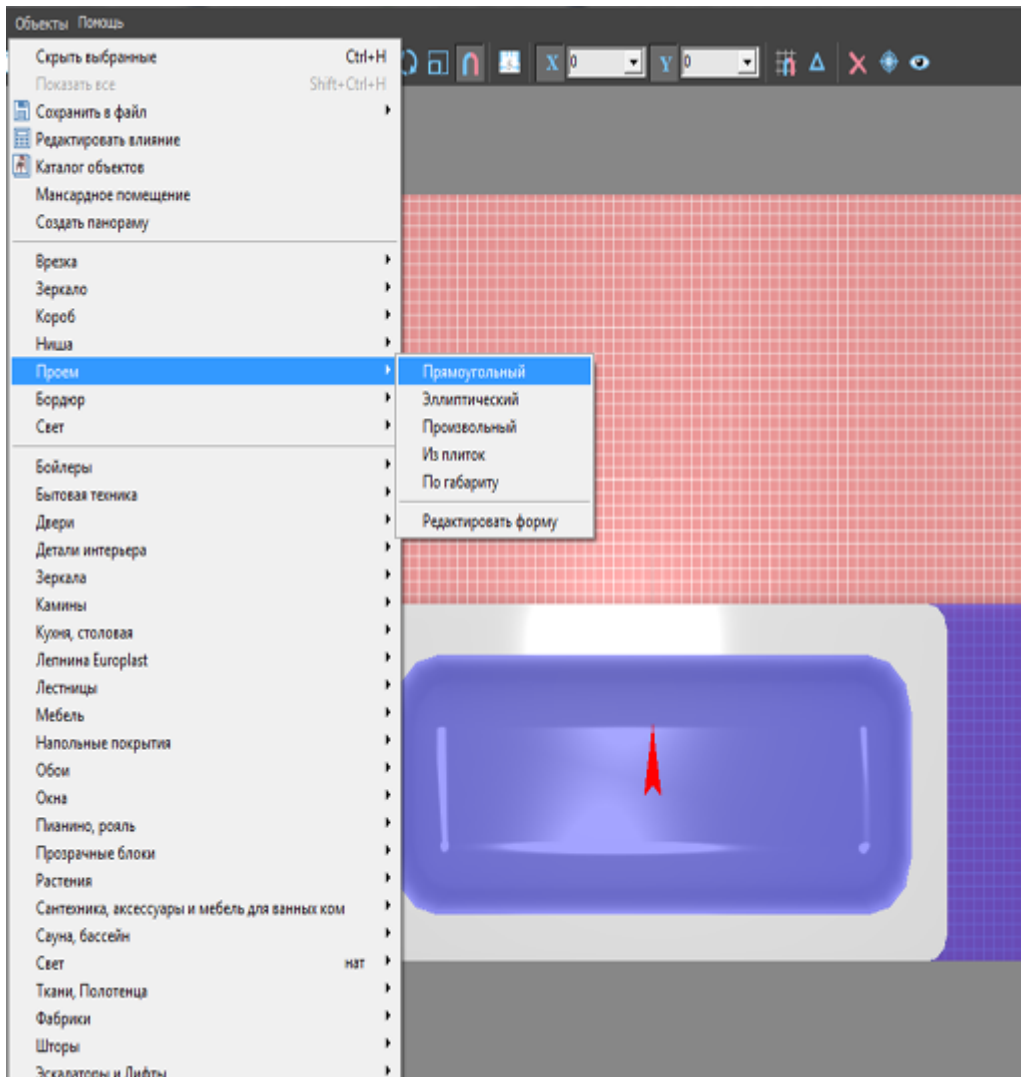 Объекты Помощь
Скрыть выбранные Ctrl+H
Показать все Shift+Ctrl+H
Сохранить в файл
Редактировать влияние
Каталог объектов
Мансардное помещение
Создать панораму
X 0 Y 0
Врезка
Зеркало
Короб
Ниша
Проем
Бордюр
Свет
Прямоугольный
Эллиптический
Произвольный
Из плиток
По габариту
Редактировать форму
Бойлеры
Бытовая техника
Двери
Детали интерьера
Зеркала
Камины
Кухня, столовая
Лепнина Europlast
Лестницы
Мебель
Напольные покрытия
Обои
Окна
Пианино, рояль
Прозрачные блоки
Растения
Сантехника, аксессуары и мебель для ванных ком
Сауна, бассейн
Свет нат
Ткани, Полотенца
Фабрики
Шторы
Эскалаторы и Лифты